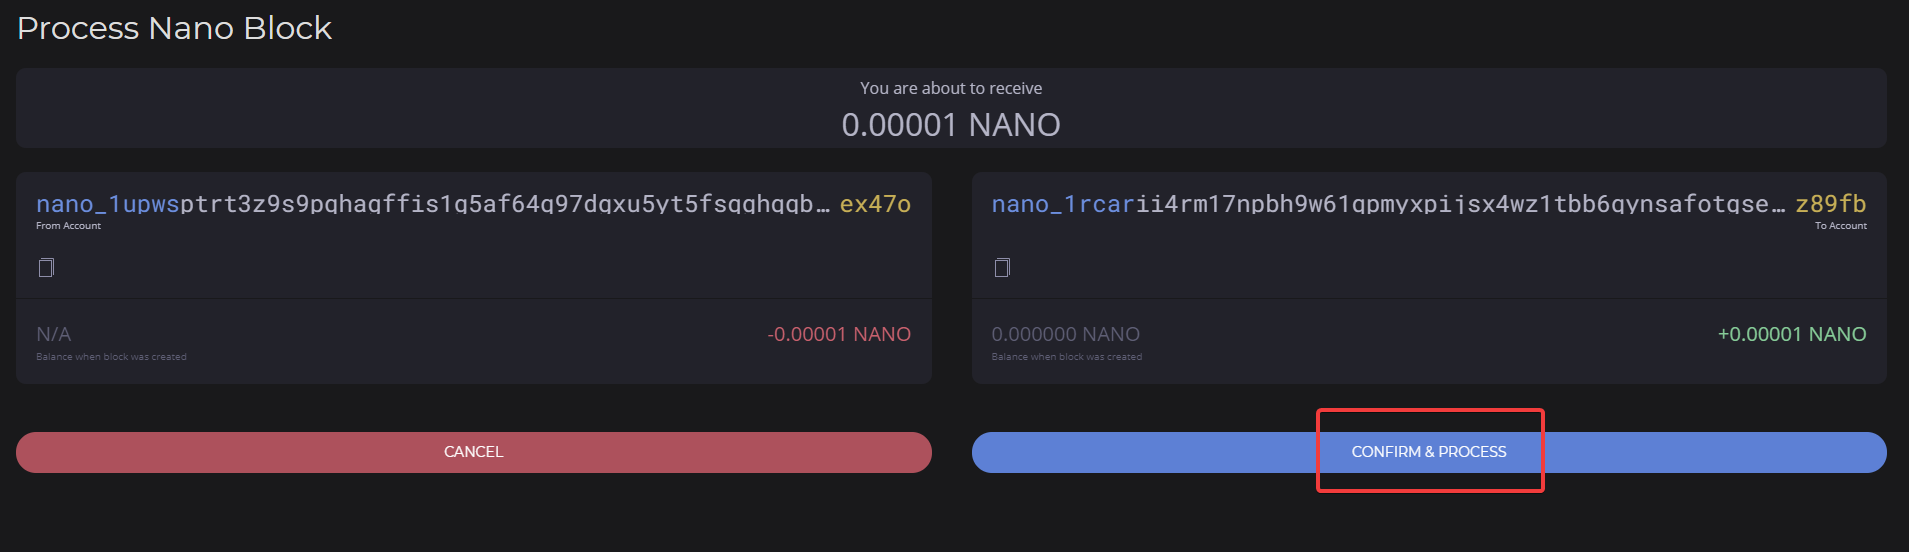 Process Nano Block
You are about to receive
0.00001 NANO
nano_1upwsptrt3z9s9pqhaqffis1q5af64q97dqxu5yt5fsgqhgqb… ex47o
From Account
N/A
-0.00001 NANO
Balance when block was created
nano_1rcarii4rm17npbh9w61qpmyxpijsx4wz1tbb6qynsafotgse… z89fb
To Account
0.000000 NANO
+0.00001 NANO
Balance when block was created
CANCEL
CONFIRM & PROCESS